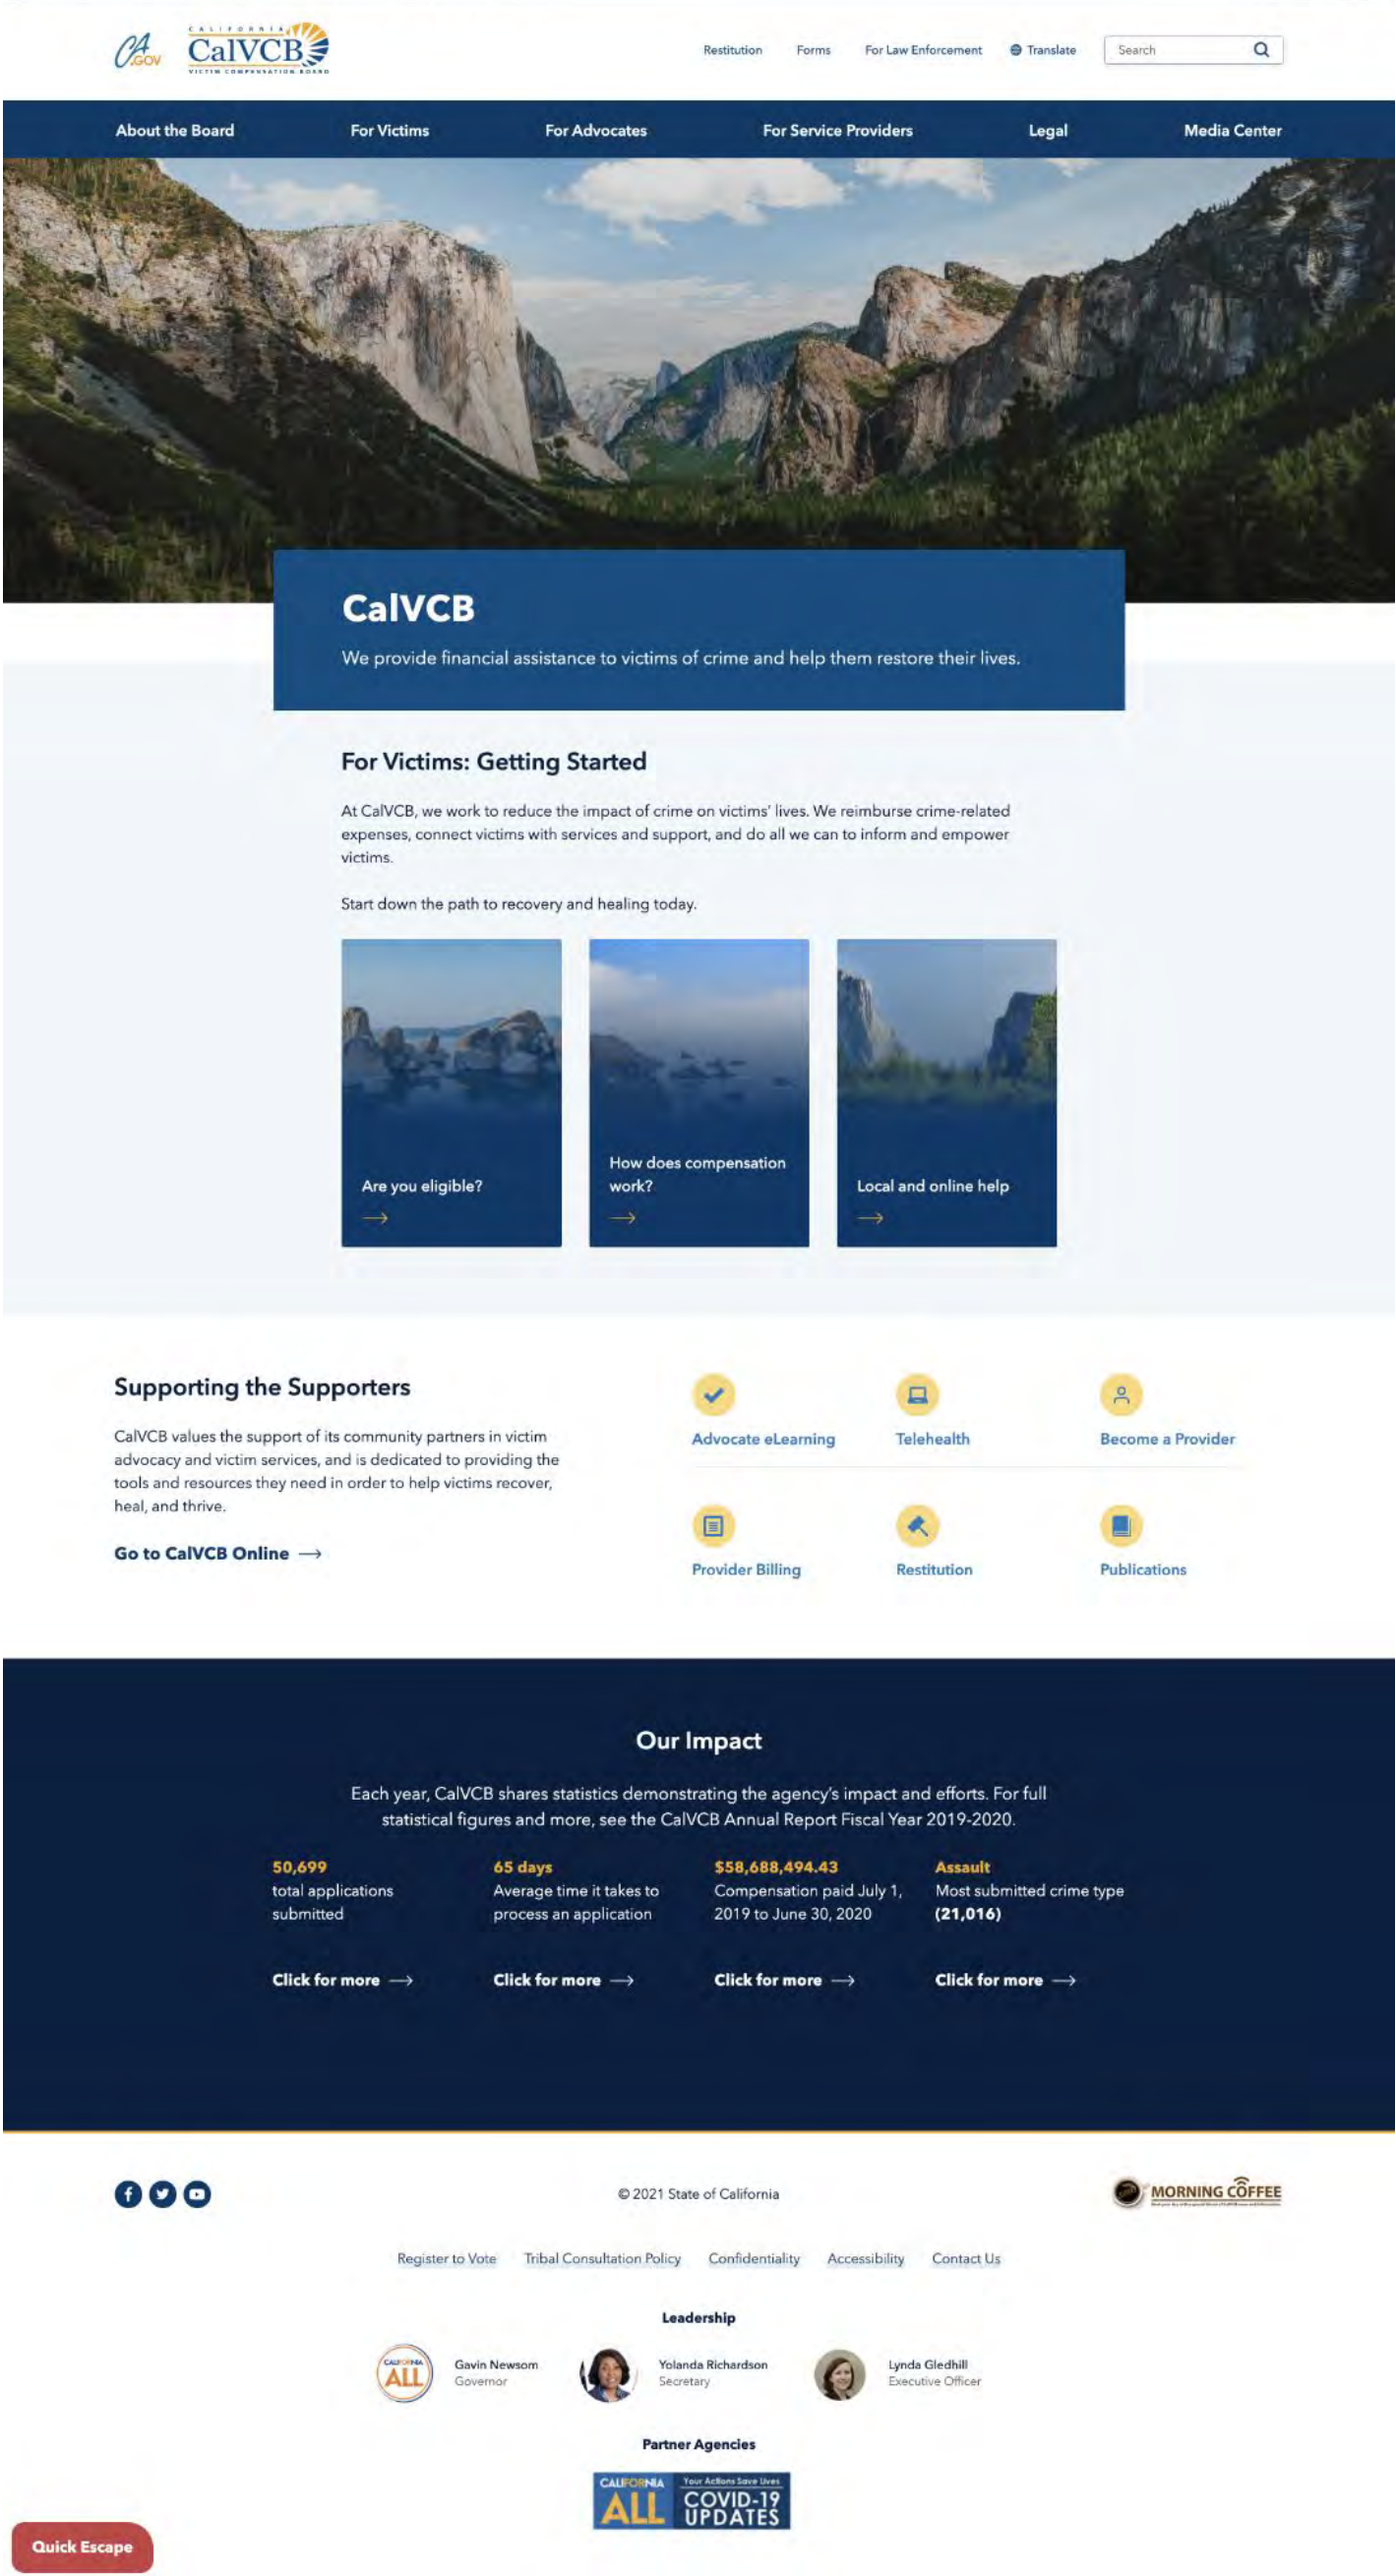 CA
.GOV
CALIFORNIA
CalVCB
VICTIM COMPENSATION BOARD
Restitution
Forms
For Law Enforcement
Translate
Search
About the Board
For Victims
For Advocates
For Service Providers
Legal
Media Center
CalVCB
We provide financial assistance to victims of crime and help them restore their lives.
For Victims: Getting Started
At CalVCB, we work to reduce the impact of crime on victims' lives. We reimburse crime-related
expenses, connect victims with services and support, and do all we can to inform and empower
victims.
Start down the path to recovery and healing today.
Are you eligible?
How does compensation
work?
Local and online help
Supporting the Supporters
CalVCB values the support of its community partners in victim
advocacy and victim services, and is dedicated to providing the
tools and resources they need in order to help victims recover,
heal, and thrive.
Go to CalVCB Online
Advocate eLearning
Telehealth
Become a Provider
Provider Billing
Restitution
Publications
Our Impact
Each year, CalVCB shares statistics demonstrating the agency's impact and efforts. For full
statistical figures and more, see the CalVCB Annual Report Fiscal Year 2019-2020.
50,699
total applications
submitted
Click for more
65 days
Average time it takes to
process an application
Click for more
$58,688,494.43
Compensation paid July 1,
2019 to June 30, 2020
Click for more
Assault
Most submitted crime type
(21,016)
Click for more
© 2021 State of California
MORNING COFFEE
Register to Vote
Tribal Consultation Policy
Confidentiality
Accessibility
Contact Us
Leadership
CALIFORNIA
ALL
Gavin Newsom
Governor
Yolanda Richardson
Secretary
Lynda Gledhill
Executive Officer
Partner Agencies
CALIFORNIA
ALL
Your Actions Save Lives
COVID-19
UPDATES
Quick Escape